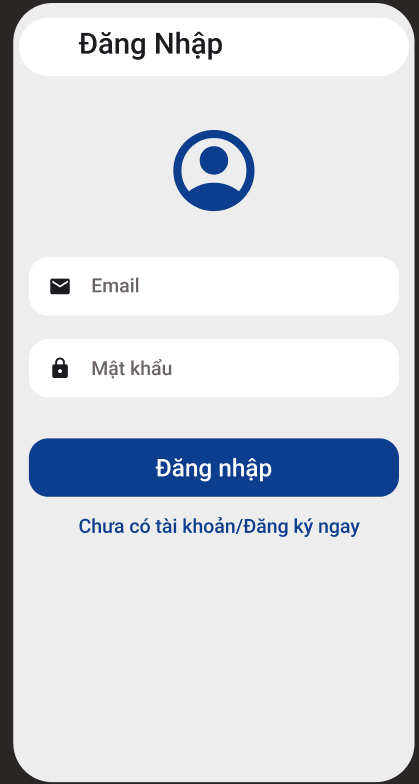 Đăng Nhập
Email
Mật khẩu
Đăng nhập
Chưa có tài khoản/Đăng ký ngay